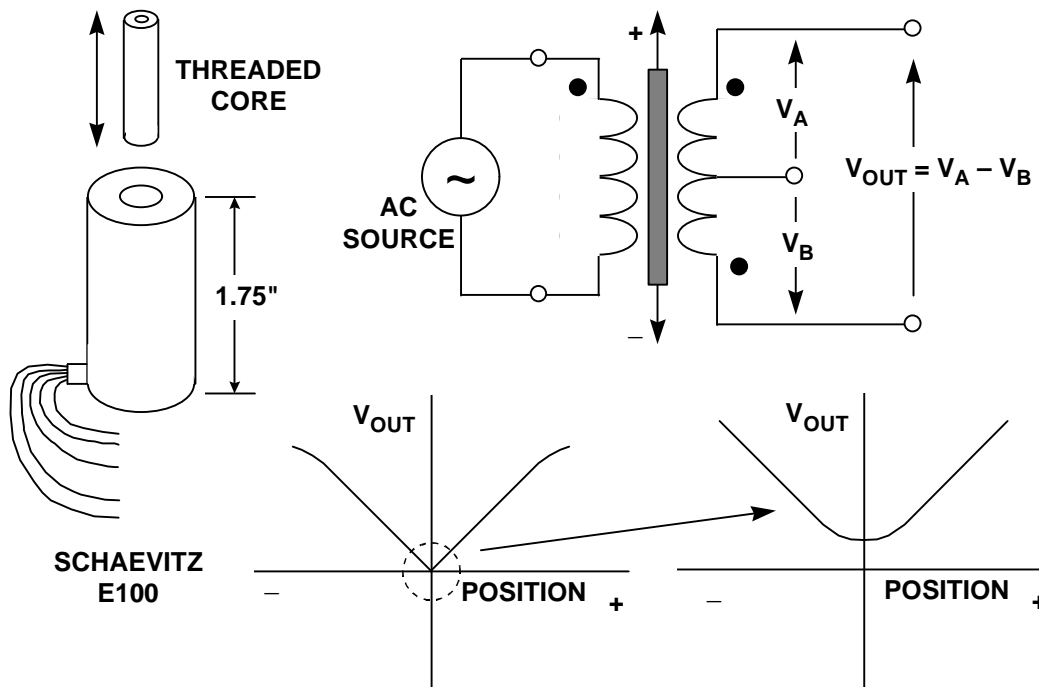 THREADED
CORE
1.75"
SCHAEVITZ
E100
AC
SOURCE
~
+
–
V_A
V_B
V_OUT = V_A – V_B
V_OUT
–
POSITION
+
V_OUT
–
POSITION
+